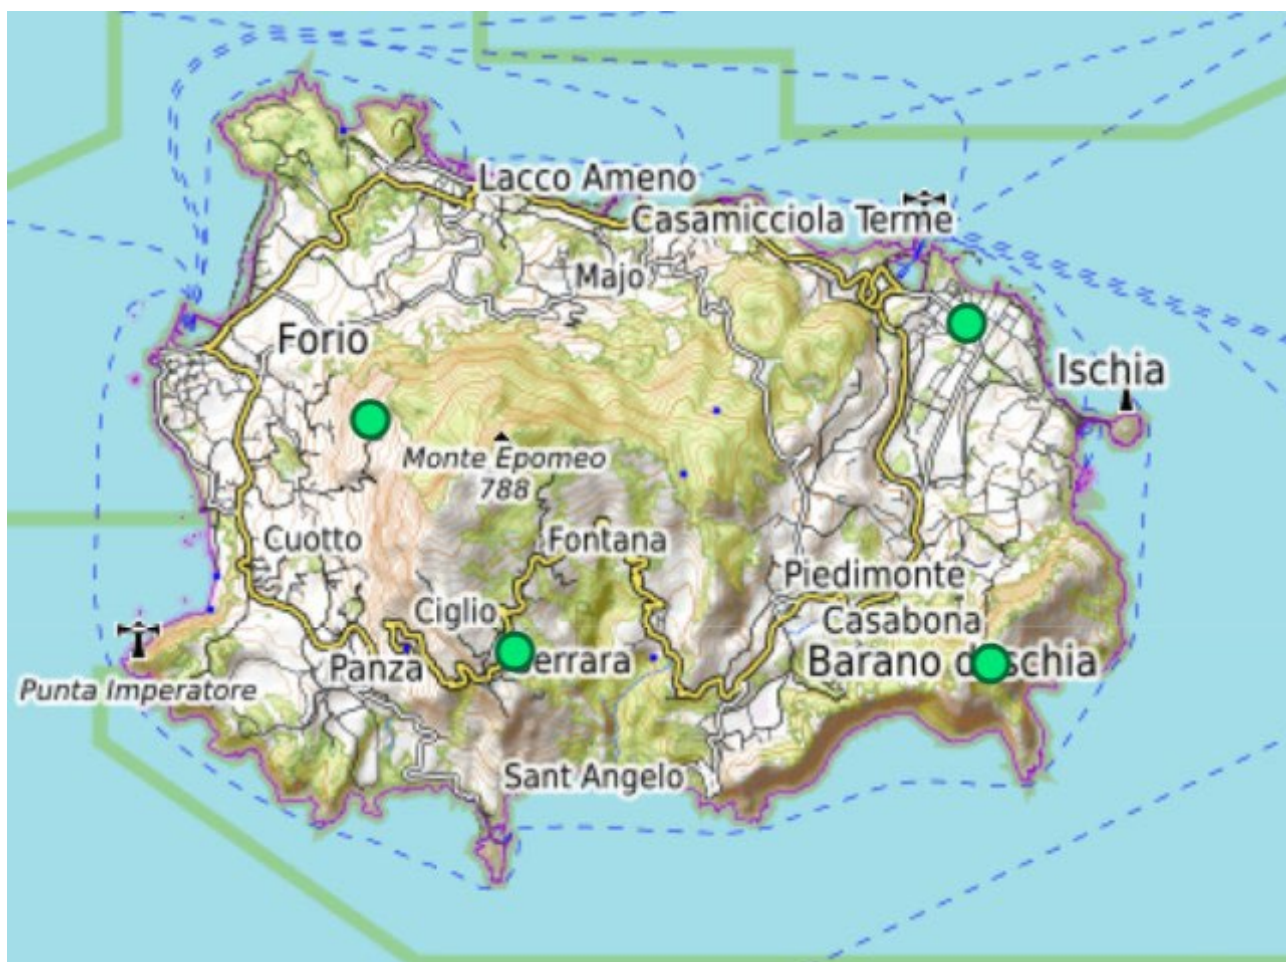 Lacco Ameno
Casamicciola Terme
Majo
Forio
Ischia
Monte Epomeo
788
Cuotto
Fontana
Piedimonte
Ciglio
Casabona
Panza
Barano
Punta Imperatore
Sant Angelo